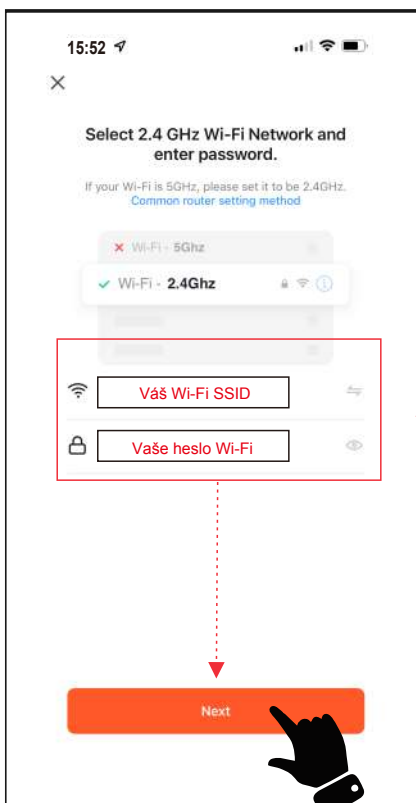 15:52
Select 2.4 GHz Wi-Fi Network and
enter password.
If your Wi-Fi is 5GHz, please set it to be 2.4GHz.
Common router setting method
Wi-Fi - 5Ghz
Wi-Fi - 2.4Ghz
Váš Wi-Fi SSID
Vaše heslo Wi-Fi
Next